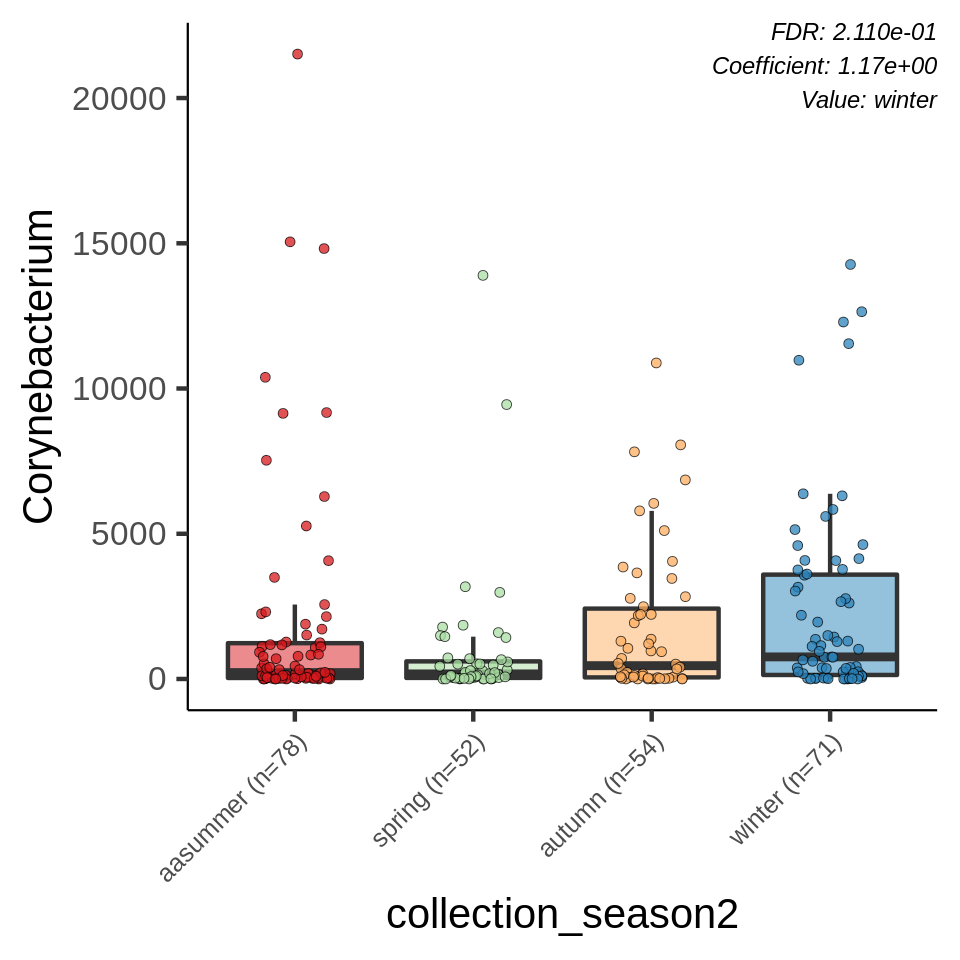 FDR: 2.110e-01
Coefficient: 1.17e+00
Value: winter
Corynebacterium
20000
15000
10000
5000
0
aasummer (n=78)
spring (n=52)
autumn (n=54)
winter (n=71)
collection_season2